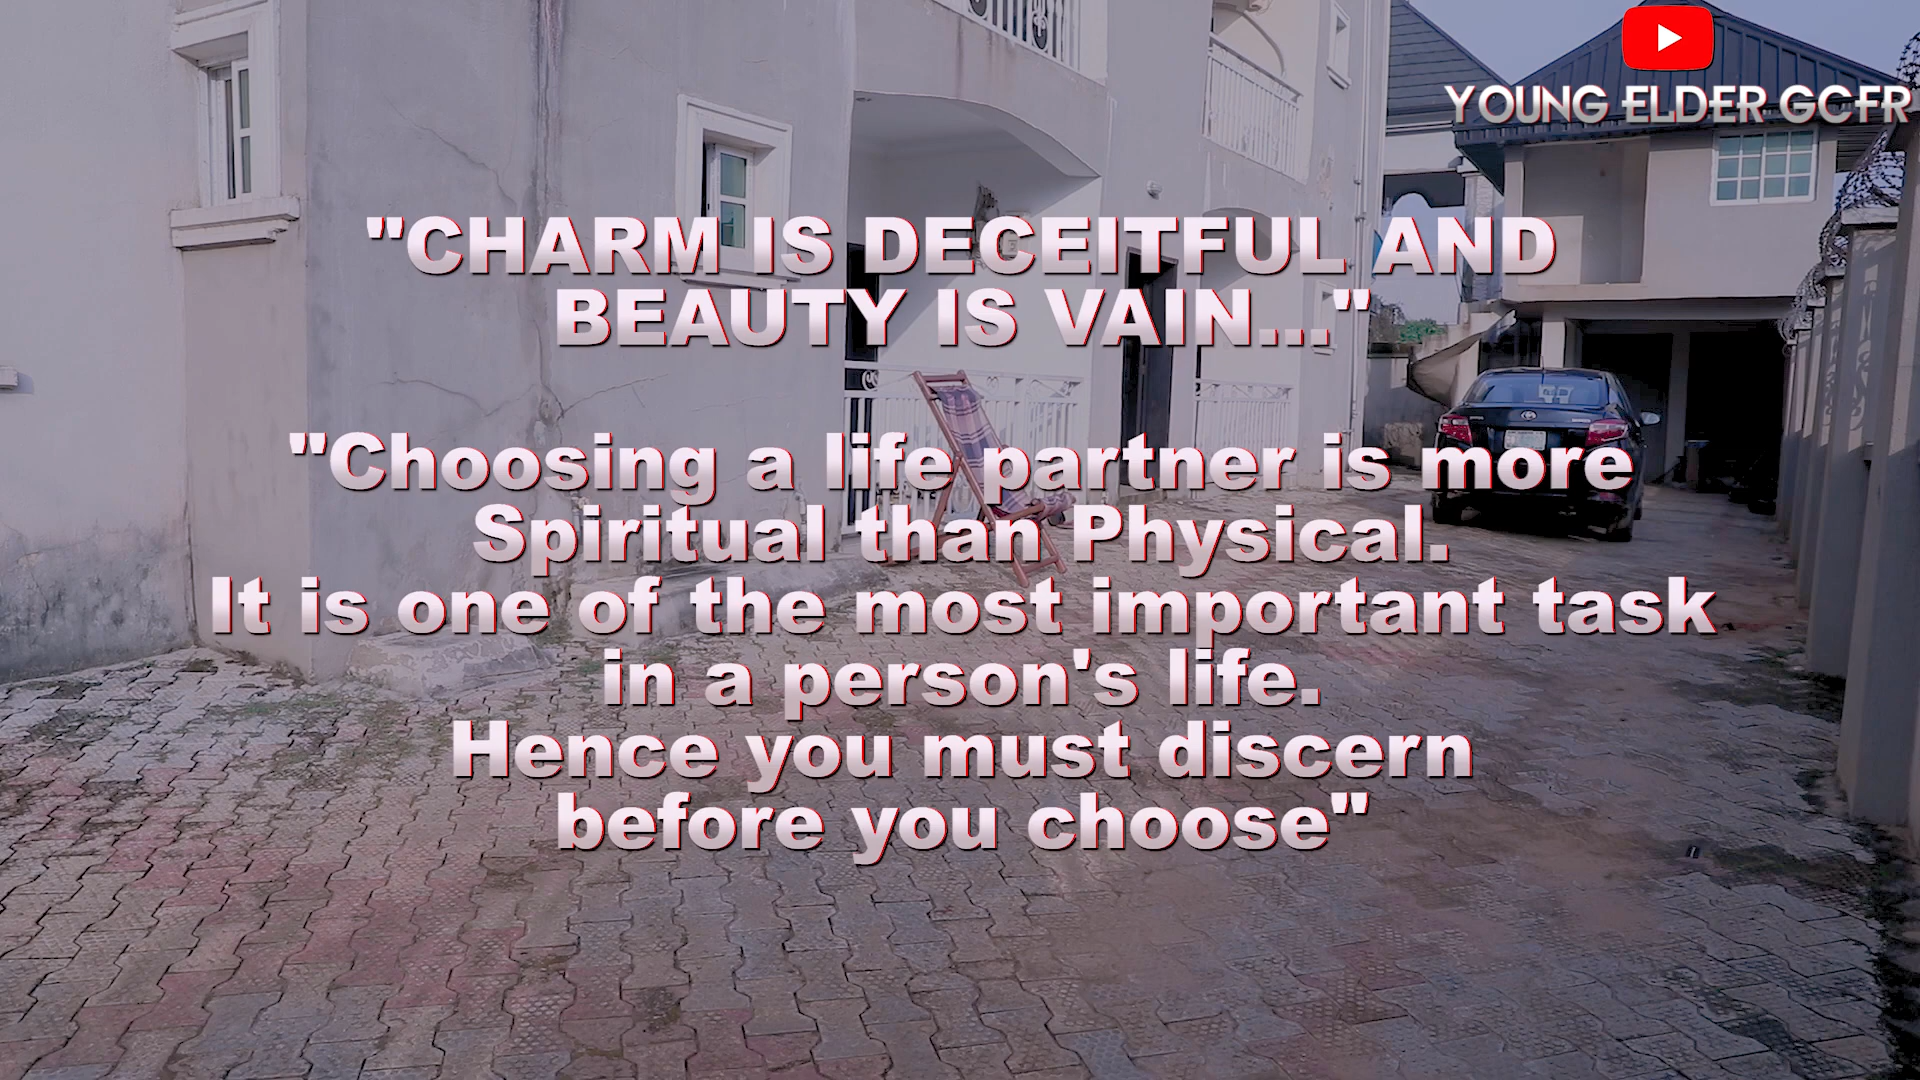 YOUNG ELDER GCFR
"CHARM IS DECEITFUL AND
BEAUTY IS VAIN..."
"Choosing a life partner is more
Spiritual than Physical.
It is one of the most important task
in a person's life.
Hence you must discern
before you choose"